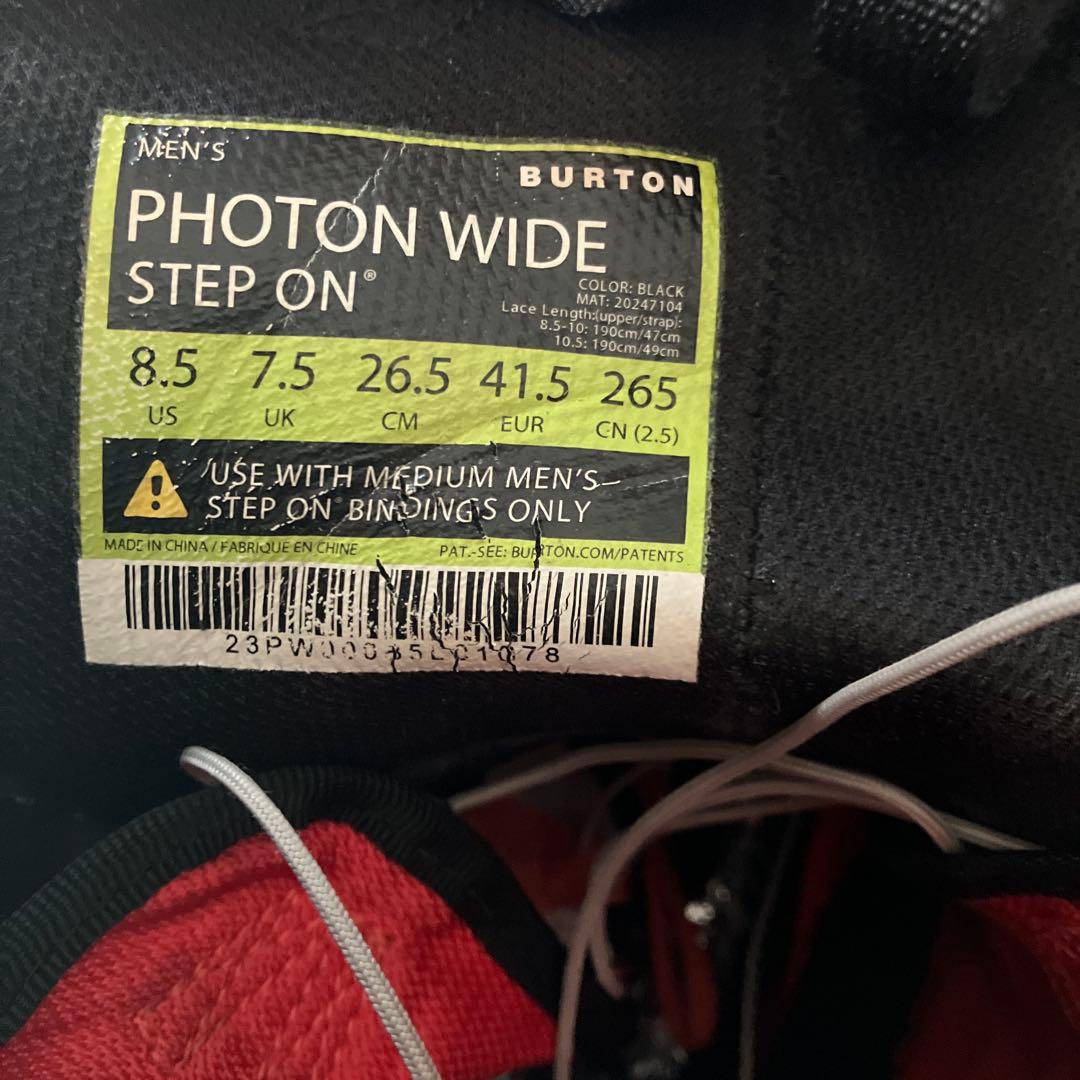 MEN'S
BURTON
PHOTON WIDE
STEP ON®
COLOR: BLACK
MAT: 20247104
Lace Length:(upper/strap):
8.5-10: 190cm/47cm
10.5: 190cm/49cm
8.5 7.5 26.5 41.5 265
US UK CM EUR CN (2.5)
USE WITH MEDIUM MEN'S
STEP ON® BINDINGS ONLY
MADE IN CHINA / FABRIQUE EN CHINE PAT.-SEE: BURTON.COM/PATENTS